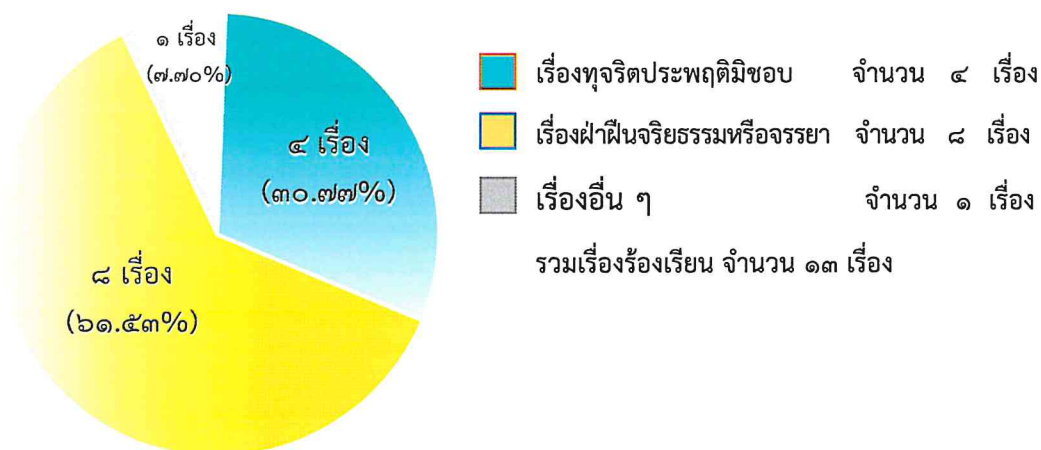 ๑ เรื่อง
(๗.๗๐%)
๔ เรื่อง
(๓๐.๗๗%)
๘ เรื่อง
(๖๑.๕๓%)
เรื่องทุจริตประพฤติมิชอบ จำนวน ๔ เรื่อง
เรื่องฝ่าฝืนจริยธรรมหรือจรรยา จำนวน ๘ เรื่อง
เรื่องอื่น ๆ จำนวน ๑ เรื่อง
รวมเรื่องร้องเรียน จำนวน ๑๓ เรื่อง